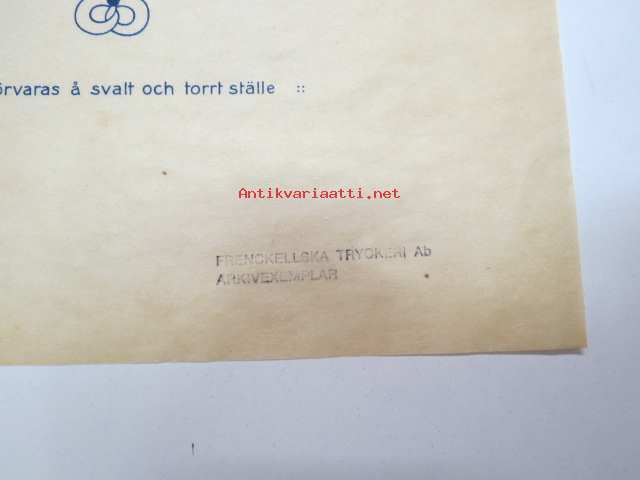 örvaras å svalt och torrt ställe ::
Antikvariaatti.net
FRENCKELLSKA TRYCKERI Ab
ARKIVEXEMPLAR